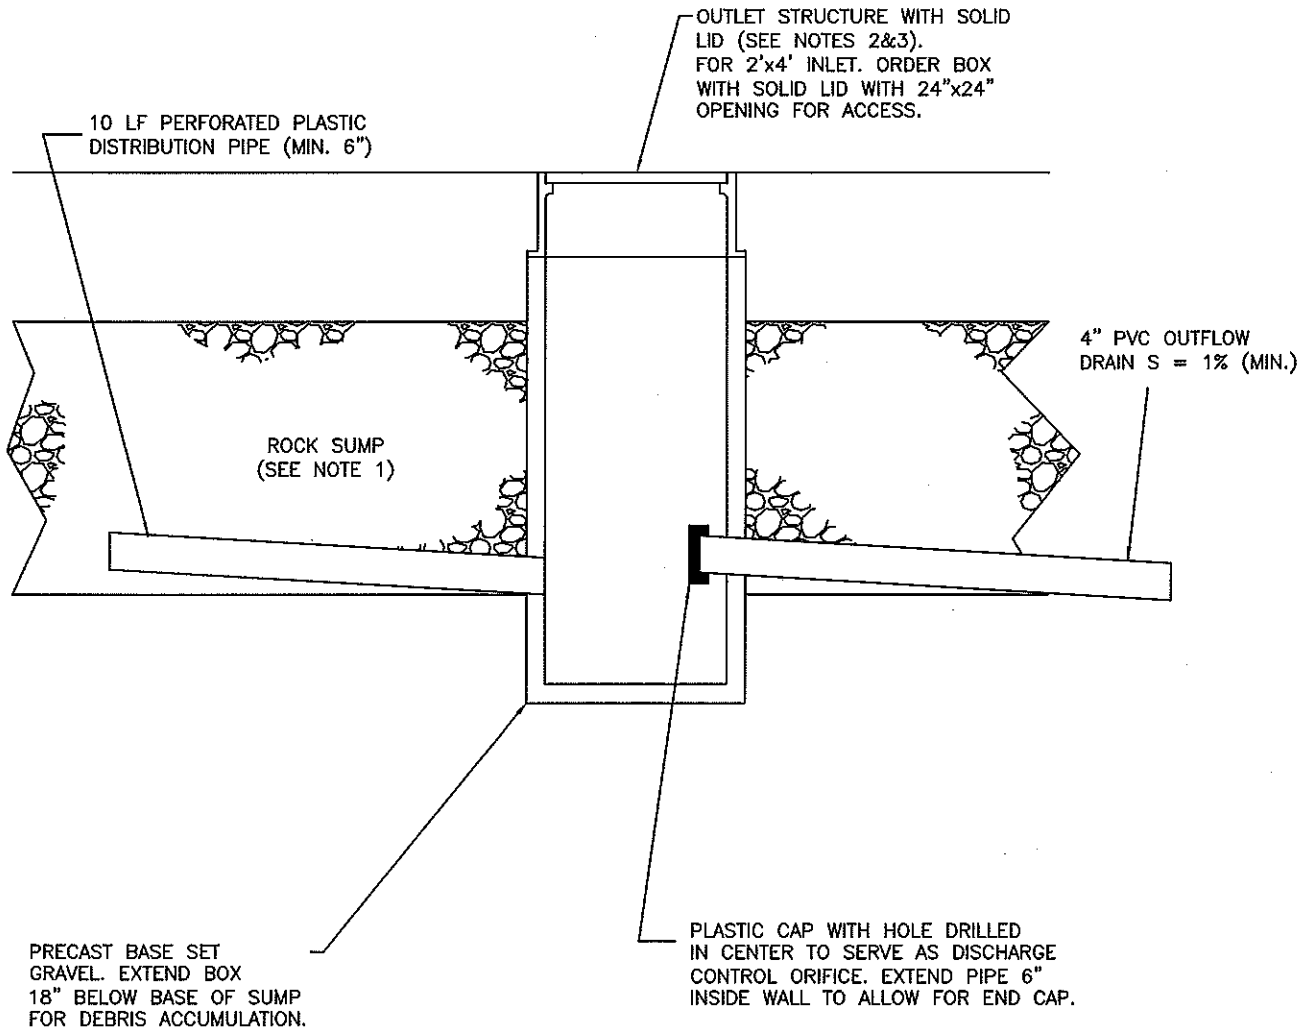 OUTLET STRUCTURE WITH SOLID
LID (SEE NOTES 2&3).
FOR 2'x4' INLET. ORDER BOX
WITH SOLID LID WITH 24"x24"
OPENING FOR ACCESS.
10 LF PERFORATED PLASTIC
DISTRIBUTION PIPE (MIN. 6")
4" PVC OUTFLOW
DRAIN S = 1% (MIN.)
ROCK SUMP
(SEE NOTE 1)
PRECAST BASE SET
GRAVEL. EXTEND BOX
18" BELOW BASE OF SUMP
FOR DEBRIS ACCUMULATION.
PLASTIC CAP WITH HOLE DRILLED
IN CENTER TO SERVE AS DISCHARGE
CONTROL ORIFICE. EXTEND PIPE 6"
INSIDE WALL TO ALLOW FOR END CAP.